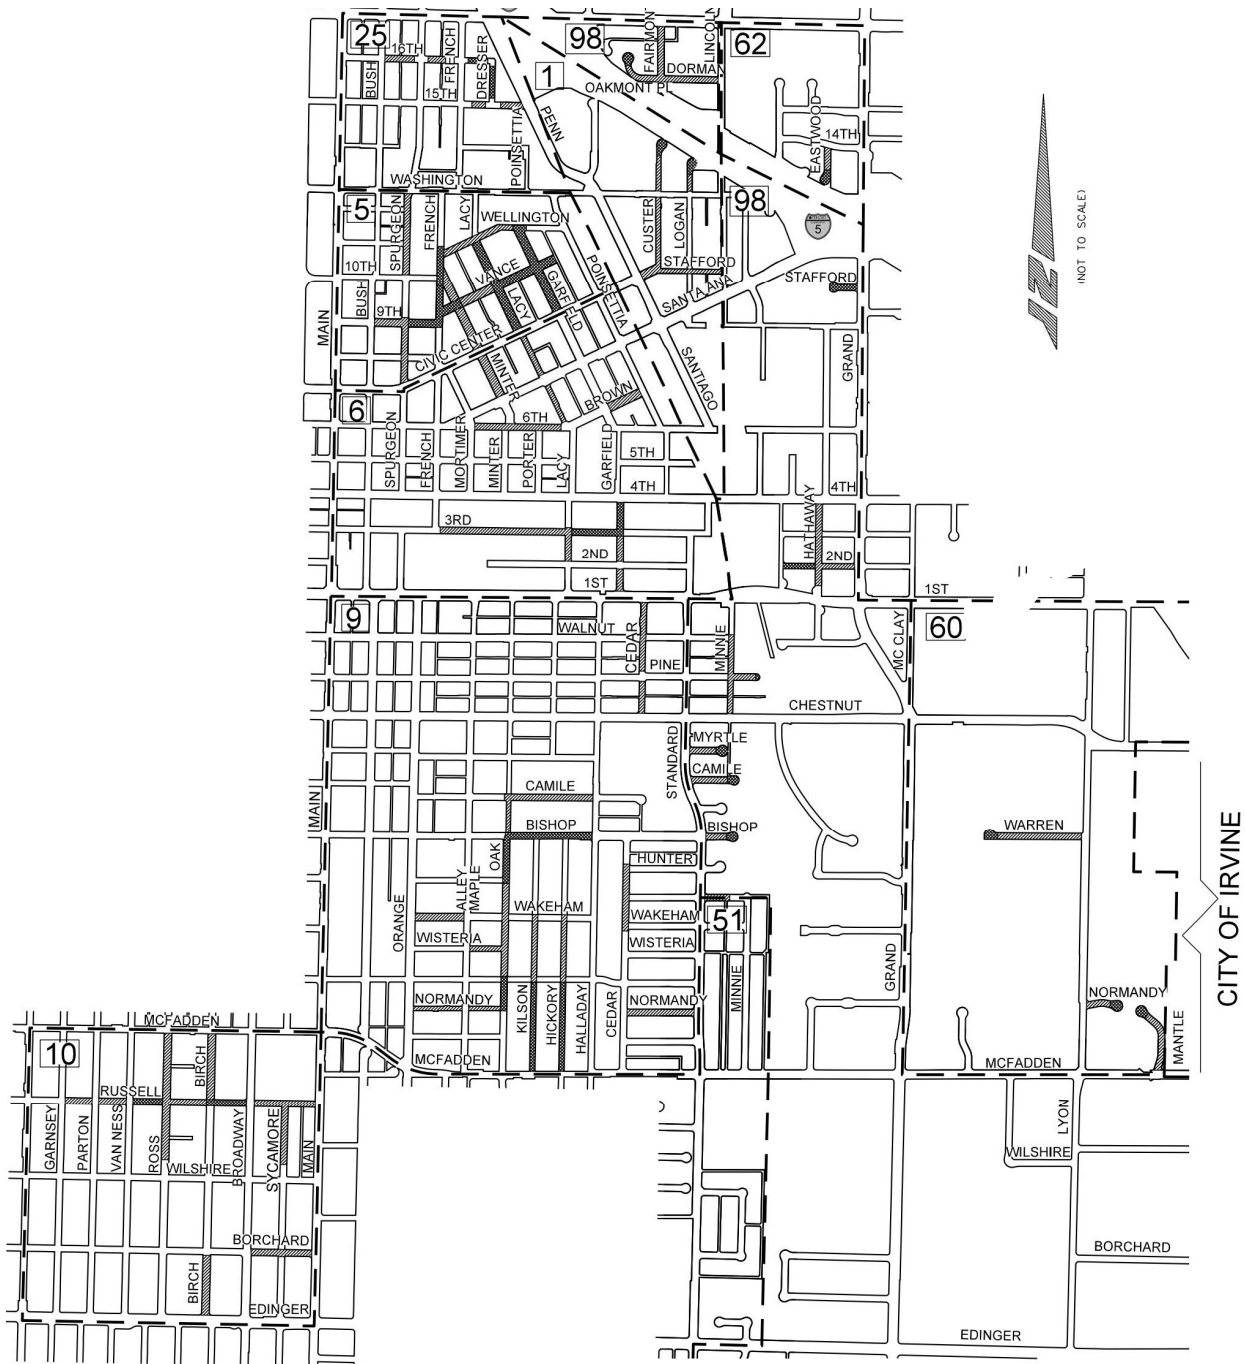 25
98
62
1
16TH
BUSH
FRENCH
DRESSER
FAIRMON
LINCOLN
DORMAN
OAKMONT PL
15TH
PENN
POINSETTIA
EASTWOOD
14TH
WASHINGTON
5
SPURGEON
FRENCH
LACY
WELLINGTON
CUSTER
LOGAN
98
5
STAFFORD
STAFFORD
10TH
VANCE
POINSETTIA
SANTA ANA
BUSH
9TH
LACY
GARFIELD
MAIN
CIVIC CENTER
MINTER
SANTIAGO
GRAND
6
BROWN
6TH
SPURGEON
FRENCH
MORTIMER
MINTER
PORTER
LACY
GARFIELD
5TH
4TH
4TH
HATHAWAY
3RD
2ND
2ND
1ST
1ST
9
WALNUT
CEDAR
PINE
MINNIE
MC CLAY
60
CHESTNUT
MYRTLE
CAMILE
STANDARD
CAMILE
MAIN
BISHOP
BISHOP
WARREN
OAK
HUNTER
ALLEY
MAPLE
ORANGE
WAKEHAM
WAKEHAM
51
WISTERIA
WISTERIA
MINNIE
GRAND
NORMANDY
KILSON
HICKORY
HALLADAY
CEDAR
NORMANDY
NORMANDY
MANTLE
MCFADDEN
MCFADDEN
MCFADDEN
10
BIRCH
RUSSELL
GARNSEY
PARTON
VAN NESS
ROSS
WILSHIRE
BROADWAY
SYCAMORE
MAIN
LYON
WILSHIRE
BORCHARD
BORCHARD
BIRCH
EDINGER
EDINGER
(NOT TO SCALE)
N
CITY OF IRVINE